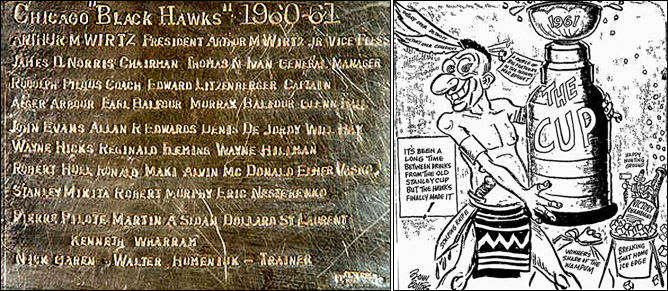 CHICAGO "BLACK HAWKS" 1960-61
ARTHUR M WIRTZ PRESIDENT ARTHUR M WIRTZ JR VICE PRES
JAMES D NORRIS CHAIRMAN THOMAS N IVAN GENERAL MANAGER
RUDOLPH PILOUS COACH EDWARD LITZENBERGER CAPTAIN
ALGER ARBOUR EARL BALFOUR MURRAY BALFOUR GLENN HALL
JOHN EVANS ALLAN R EDWARDS DENIS DE JORDY WILL HAY
WAYNE HICKS REGINALD FLEMING WAYNE HILLMAN
ROBERT HULL RONALD MAKI ALVIN MC DONALD ELMER VASKO
STANLEY MIKITA ROBERT MURPHY ERIC NESTERENKO
PIERRE PILOTE MARTIN A SLOAN DOLLARD ST LAURENT
KENNETH WHARRAM
NICK GAREN - WALTER HUMENIUK - TRAINER
1961
THE CUP
IT'S BEEN A
LONG TIME
BETWEEN DRINKS
FROM THE OLD
STANLEY CUP
BUT THE HAWKS
FINALLY MADE IT
HAPPY
HUNTING
GROUND
WINNERS
SHARE OF THE
WAMPUM
BREAKING
THAT HOME
ICE EDGE